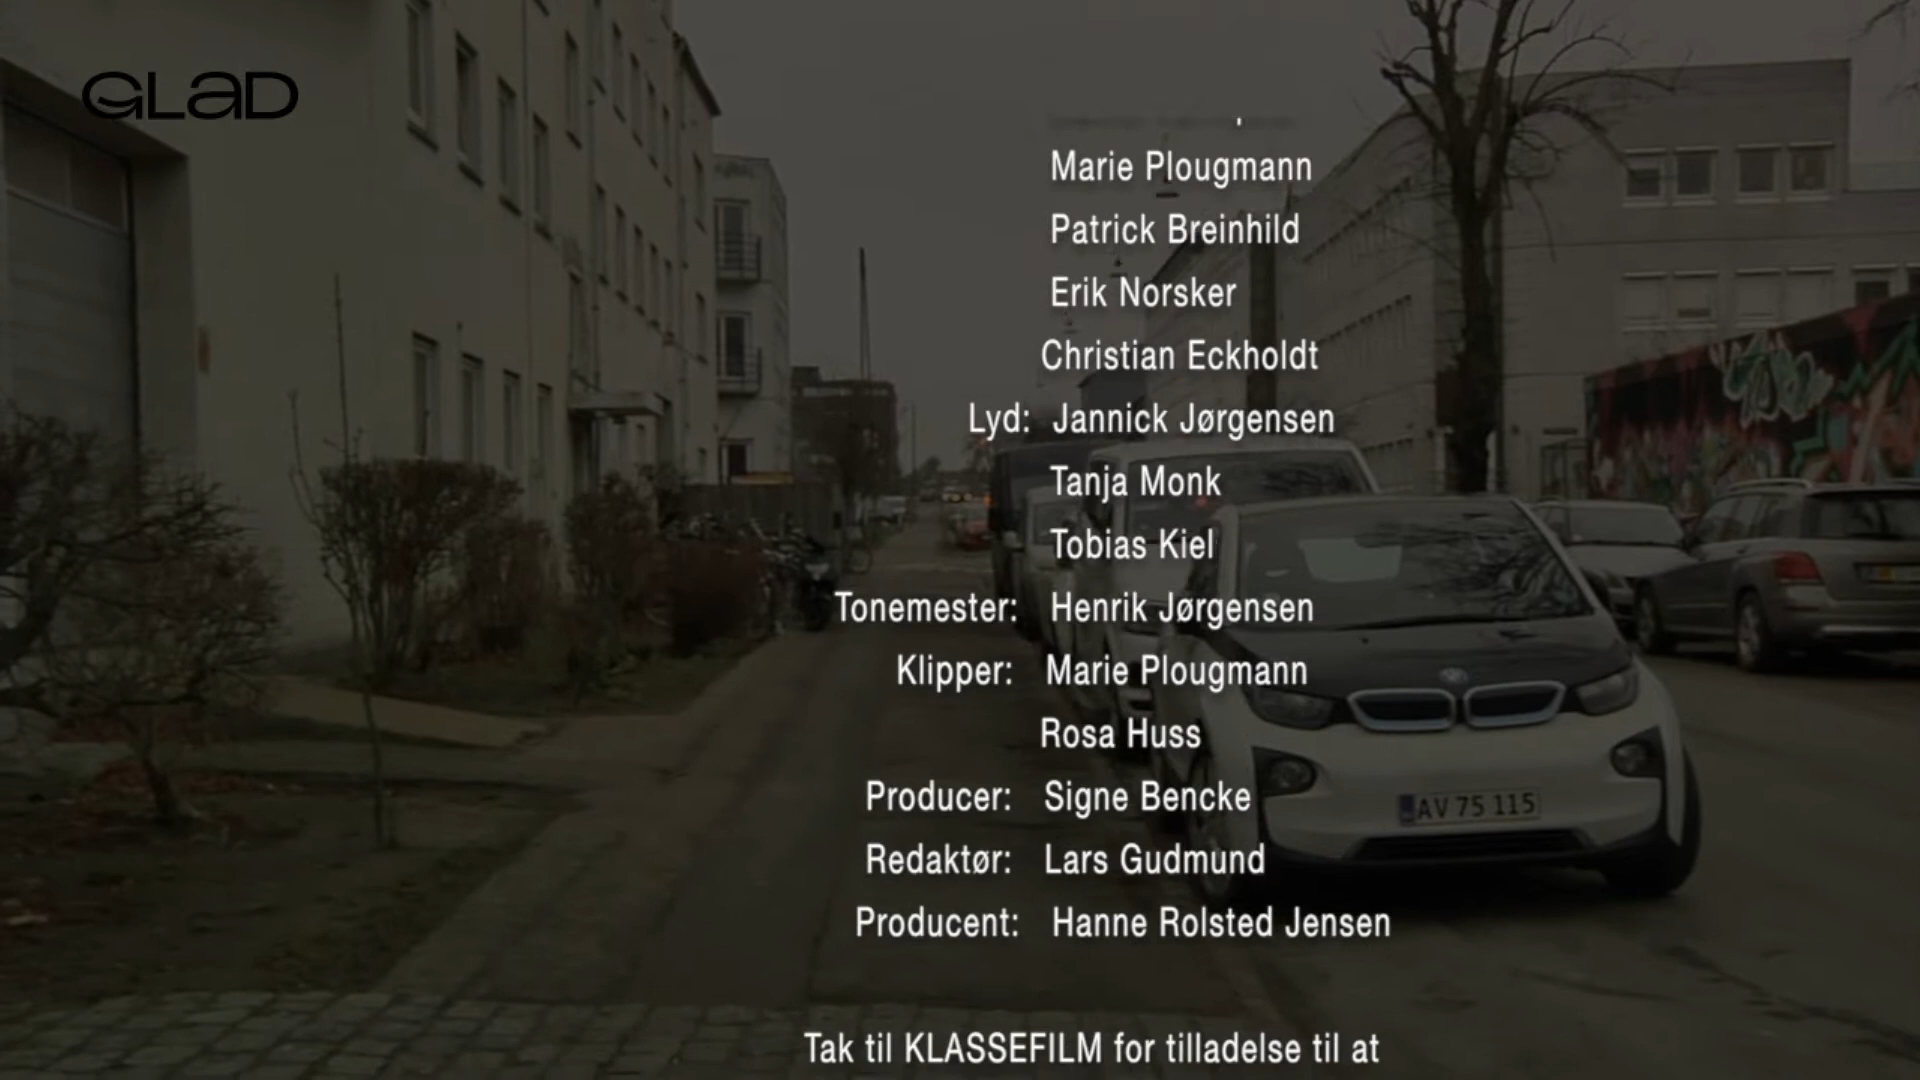 GLaD
Marie Plougmann
Patrick Breinhild
Erik Norsker
Christian Eckholdt
Lyd: Jannick Jørgensen
Tanja Monk
Tobias Kiel
Tonemester: Henrik Jørgensen
Klipper: Marie Plougmann
Rosa Huss
Producer: Signe Bencke
AV 75 115
Redaktør: Lars Gudmund
Producent: Hanne Rolsted Jensen
Tak til KLASSEFILM for tilladelse til at